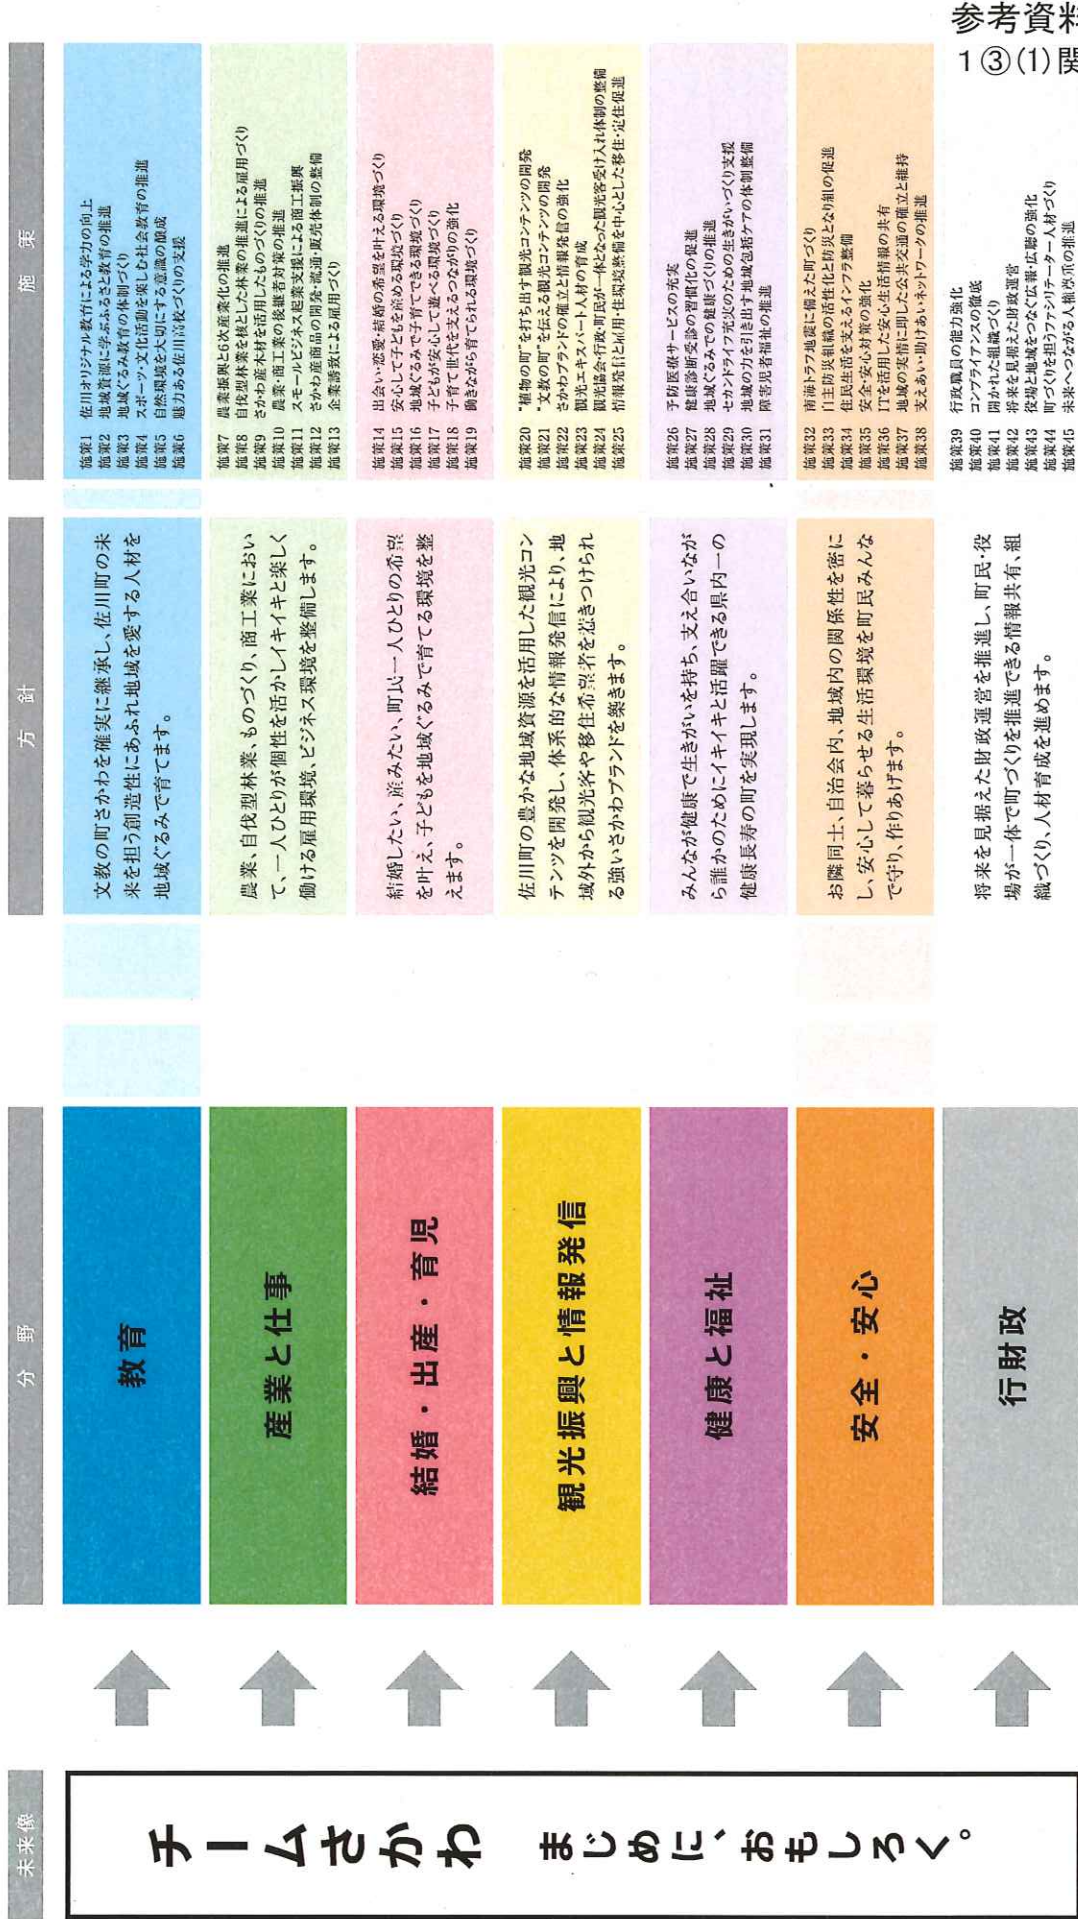 参考資料
1③(1)関
未来像
分野
方針
施策
チームさかわ
まじめに、おもしろく。
教育
文教の町さかわを確実に継承し、佐川町の未
来を担う創造性にあふれ地域を愛する人材を
地域ぐるみで育てます。
施策1 佐川オリジナル教育による学力の向上
施策2 地域資源に学ぶふるさと教育の推進
施策3 地域ぐるみ教育の体制づくり
施策4 スポーツ・文化活動を楽しむ社会教育の推進
施策5 自然環境を大切にする意識の醸成
施策6 魅力ある佐川高校づくりの支援
産業と仕事
農業、自伐型林業、ものづくり、商工業におい
て、一人ひとりが個性を活かしイキイキと楽しく
働ける雇用環境、ビジネス環境を整備します。
施策7 農業振興と6次産業化の推進
施策8 自伐型林業を核とした林業の推進による雇用づくり
施策9 さかわ産木材を活用したものづくりの推進
施策10 農業・商工業の後継者対策の推進
施策11 スモールビジネス起業支援による商工振興
施策12 さかわ産商品の開発・流通・販売体制の整備
施策13 企業誘致による雇用づくり
結婚・出産・育児
結婚したい、産みたい、町民一人ひとりの希望
を叶え、子どもを地域ぐるみで育てる環境を整
えます。
施策14 出会い・恋愛・結婚の希望を叶える環境づくり
施策15 安心して子どもを産める環境づくり
施策16 地域ぐるみで子育てできる環境づくり
施策17 子どもが安心して遊べる環境づくり
施策18 子育て世代を支えるつながりの強化
施策19 働きながら育てられる環境づくり
観光振興と情報発信
佐川町の豊かな地域資源を活用した観光コン
テンツを開発し、体系的な情報発信により、地
域外から観光客や移住希望者を惹きつけられ
る強いさかわブランドを築きます。
施策20 "植物の町"を打ち出す観光コンテンツの開発
施策21 "文教の町"を伝える観光コンテンツの開発
施策22 さかわブランドの確立と情報発信の強化
施策23 観光エキスパート人材の育成
施策24 観光協会・行政・町民が一体となった観光客受け入れ体制の整備
施策25 情報発信と雇用・住環境整備を中心とした移住・定住促進
健康と福祉
みんなが健康で生きがいを持ち、支え合いなが
ら誰かのためにイキイキと活躍できる県内一の
健康長寿の町を実現します。
施策26 予防医療サービスの充実
施策27 健康診断受診の習慣化の促進
施策28 地域ぐるみでの健康づくりの推進
施策29 セカンドライフ充実のための生きがいづくり支援
施策30 地域の力を引き出す地域包括ケアの体制整備
施策31 障害児者福祉の推進
安全・安心
お隣同士、自治会内、地域内の関係性を密に
し、安心して暮らせる生活環境を町民みんな
で守り、作りあげます。
施策32 南海トラフ地震に備えた町づくり
施策33 自主防災組織の活性化と防災となり組の促進
施策34 住民生活を支えるインフラ整備
施策35 安全・安心対策の強化
施策36 ITを活用した安心生活情報の共有
施策37 地域の実情に即した公共交通の確立と維持
施策38 支えあい・助けあい・ネットワークの推進
行財政
将来を見据えた財政運営を推進し、町民・役
場が一体で町づくりを推進できる情報共有、組
織づくり、人材育成を進めます。
施策39 行政職員の能力強化
施策40 コンプライアンスの徹底
施策41 開かれた組織づくり
施策42 将来を見据えた財政運営
施策43 役場と地域をつなぐ広報・広聴の強化
施策44 町づくりを担うファシリテーター人材づくり
施策45 未来へつながる人権尊重の推進